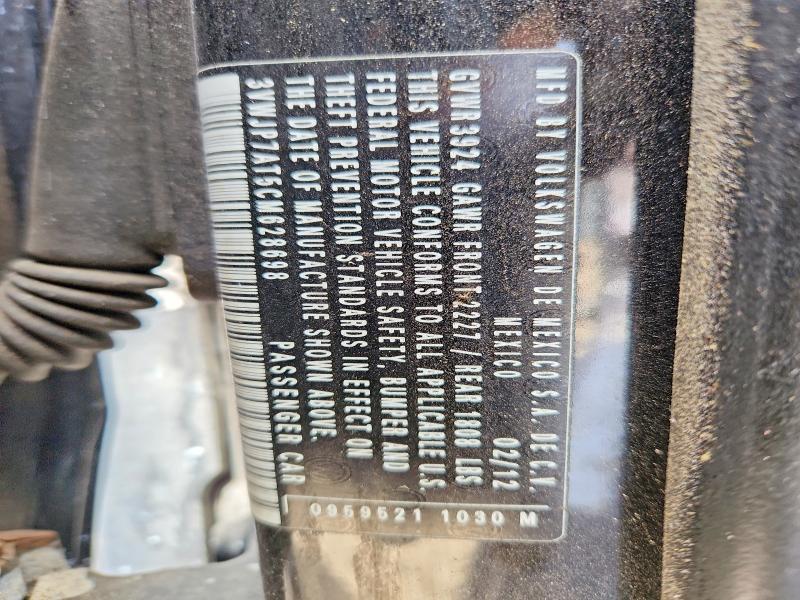 MFD BY VOLKSWAGEN DE MEXICO S.A. DE C.V.
MEXICO 02/12
GVWR 3924 GAWR FRONT 2227 / REAR 1888 LBS
THIS VEHICLE CONFORMS TO ALL APPLICABLE U.S.
FEDERAL MOTOR VEHICLE SAFETY, BUMPER AND
THEFT PREVENTION STANDARDS IN EFFECT ON
THE DATE OF MANUFACTURE SHOWN ABOVE.
3VWJP7AT3CM628688 PASSENGER CAR
0959521 1030 M